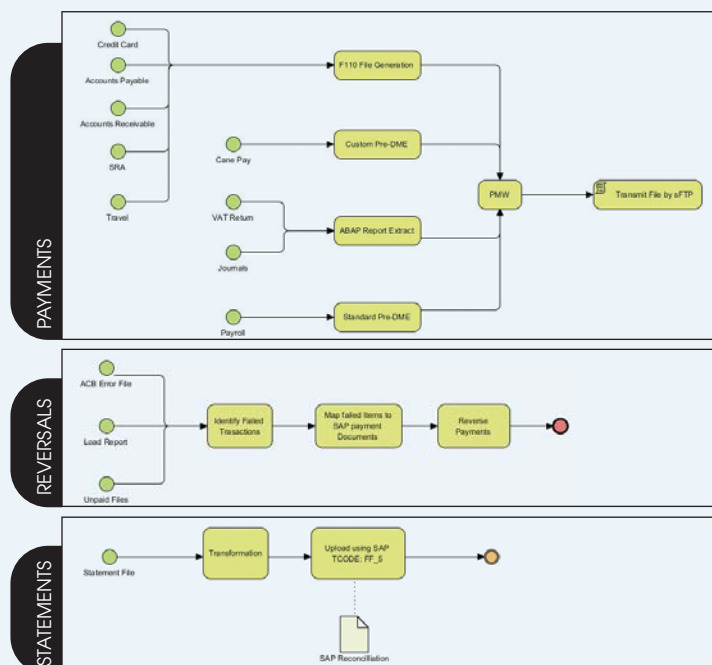 PAYMENTS
Credit Card
Accounts Payable
Accounts Receivable
SRA
Travel
Cane Pay
VAT Return
Journals
Payroll
F110 File Generation
Custom Pre-DME
ABAP Report Extract
Standard Pre-DME
PMW
Transmit File by sFTP
REVERSALS
ACB Error File
Load Report
Unpaid Files
Identify Failed
Trasactions
Map failed Items to
SAP payment
Documents
Reverse
Payments
STATEMENTS
Statement File
Transformation
Upload using SAP
TCODE: FF_5
SAP Reconcilliation